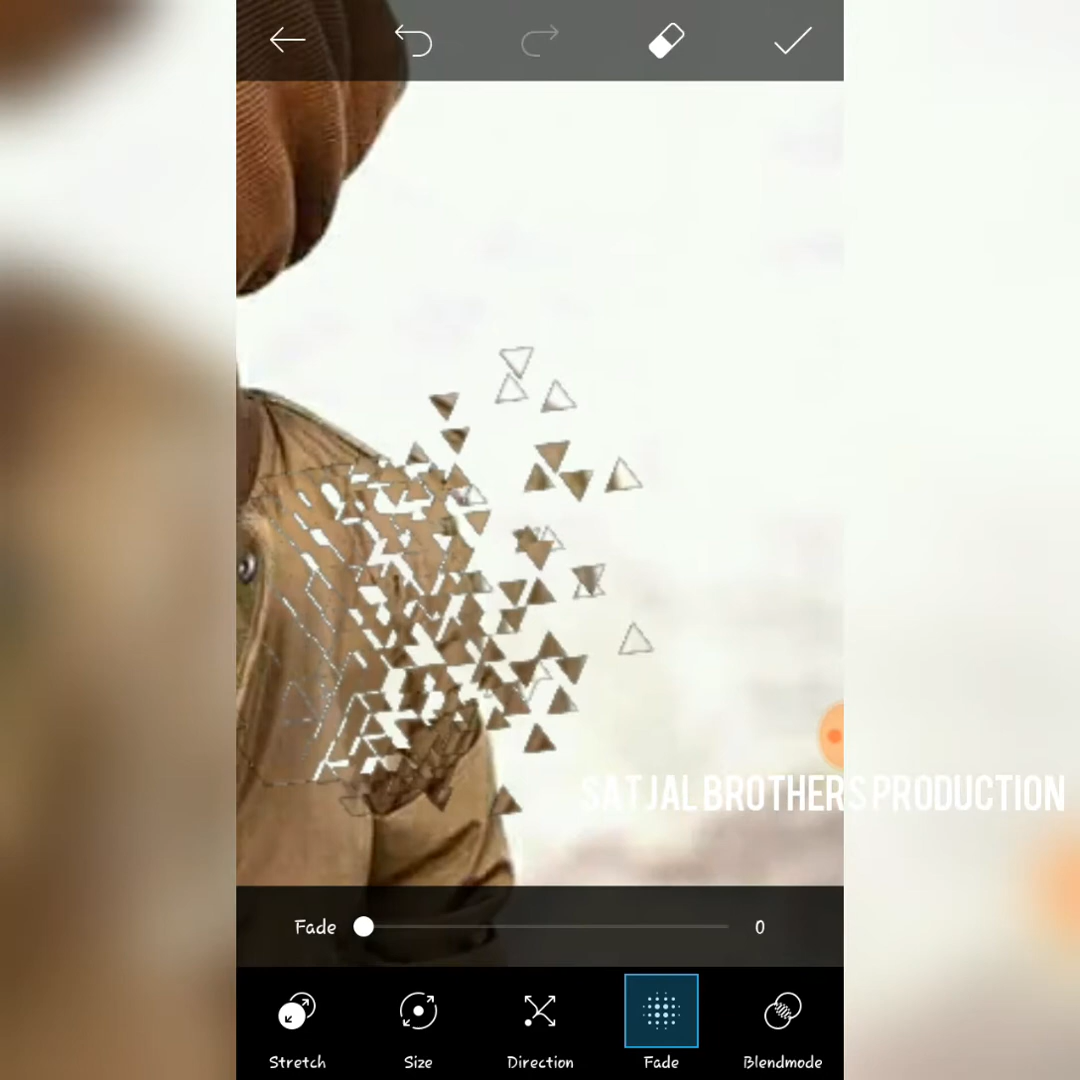 SATJAL BROTHERS PRODUCTION
Fade 0
Stretch Size Direction Fade Blendmode